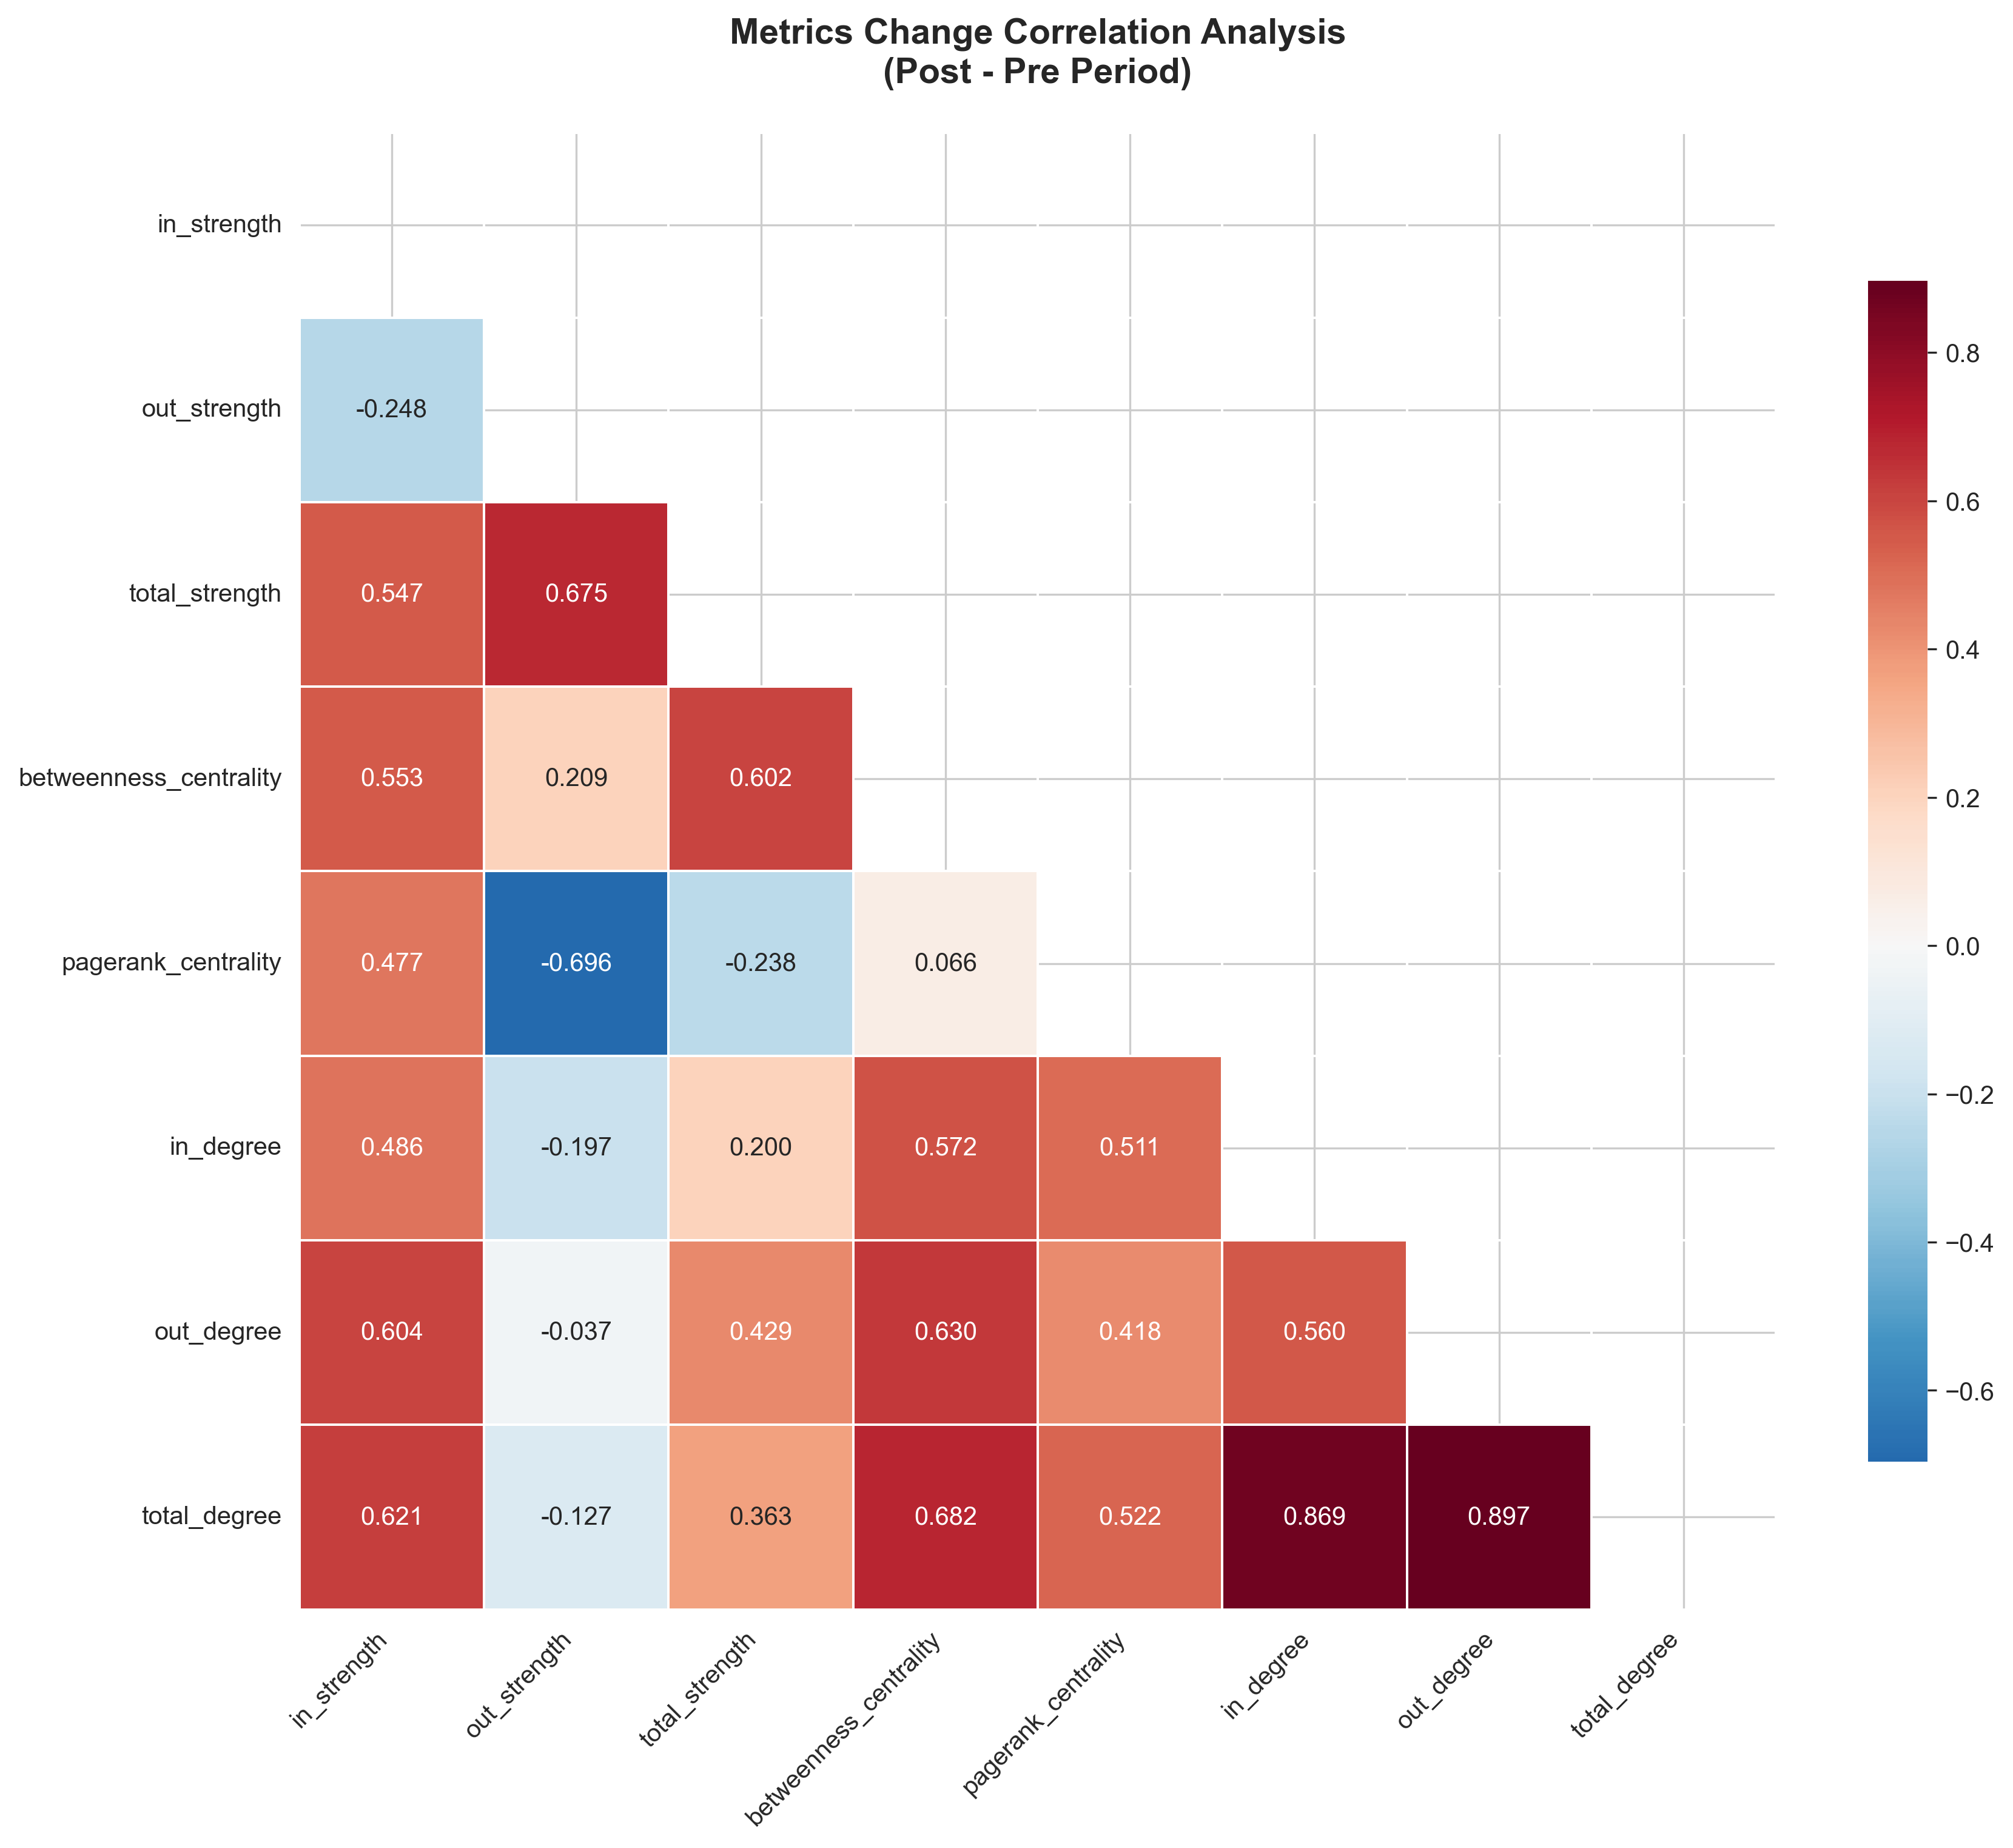 Metrics Change Correlation Analysis
(Post - Pre Period)
in_strength
out_strength -0.248
total_strength 0.547 0.675
betweenness_centrality 0.553 0.209 0.602
pagerank_centrality 0.477 -0.696 -0.238 0.066
in_degree 0.486 -0.197 0.200 0.572 0.511
out_degree 0.604 -0.037 0.429 0.630 0.418 0.560
total_degree 0.621 -0.127 0.363 0.682 0.522 0.869 0.897
in_strength out_strength total_strength betweenness_centrality pagerank_centrality in_degree out_degree total_degree
0.8
0.6
0.4
0.2
0.0
−0.2
−0.4
−0.6